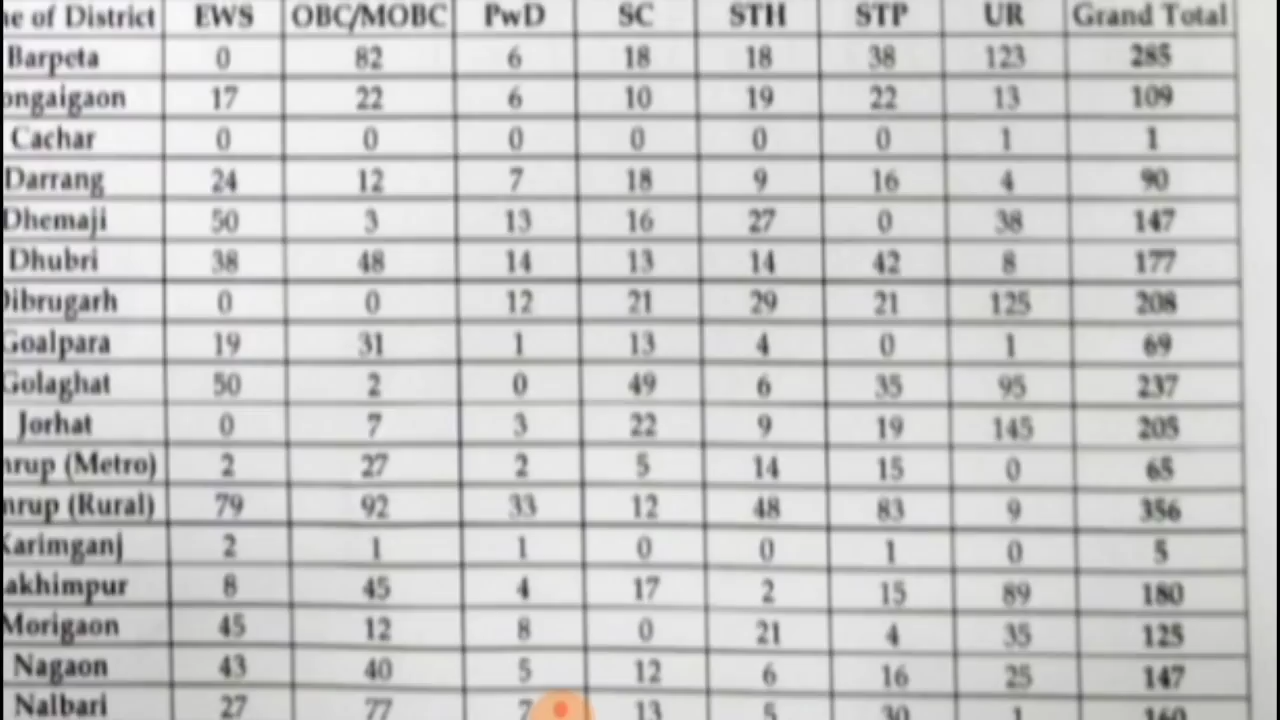 ne of District EWS OBC/MOBC PwD SC STH STP UR Grand Total
Barpeta 0 82 6 18 18 38 123 285
ongaigaon 17 22 6 10 19 22 13 109
Cachar 0 0 0 0 0 0 1 1
Darrang 24 12 7 18 9 16 4 90
Dhemaji 50 3 13 16 27 0 38 147
Dhubri 38 48 14 13 14 42 8 177
Dibrugarh 0 0 12 21 29 21 125 208
Goalpara 19 31 1 13 4 0 1 69
Golaghat 50 2 0 49 6 35 95 237
Jorhat 0 7 3 22 9 19 145 205
mrup (Metro) 2 27 2 5 14 15 0 65
mrup (Rural) 79 92 33 12 48 83 9 356
Karimganj 2 1 1 0 0 1 0 5
akhimpur 8 45 4 17 2 15 89 180
Morigaon 45 12 8 0 21 4 35 125
Nagaon 43 40 5 12 6 16 25 147
Nalbari 27 77 7 13 5 30 1 160